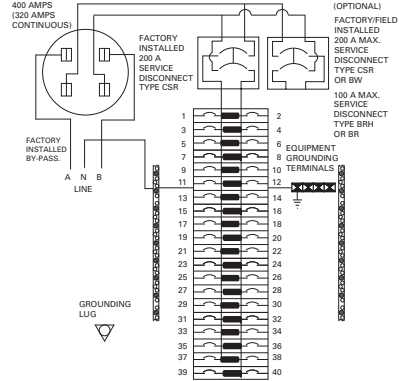 400 AMPS
(320 AMPS
CONTINUOUS)
(OPTIONAL)
FACTORY/FIELD
INSTALLED
200 A MAX.
SERVICE
DISCONNECT
TYPE CSR
OR BW
100 A MAX.
SERVICE
DISCONNECT
TYPE BRH
OR BR
FACTORY
INSTALLED
200 A
SERVICE
DISCONNECT
TYPE CSR
FACTORY
INSTALLED
BY-PASS.
A N B
LINE
EQUIPMENT
GROUNDING
TERMINALS
1 2
3 4
5 6
7 8
9 10
11 12
13 14
15 16
17 18
19 20
21 22
23 24
25 26
27 28
29 30
31 32
33 34
35 36
37 38
39 40
GROUNDING
LUG